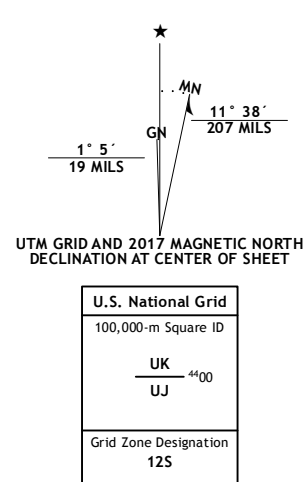 ★
MN
11° 38´
207 MILS
GN
1° 5´
19 MILS
UTM GRID AND 2017 MAGNETIC NORTH
DECLINATION AT CENTER OF SHEET
U.S. National Grid
100,000-m Square ID
UK
⁴⁴00
UJ
Grid Zone Designation
12S